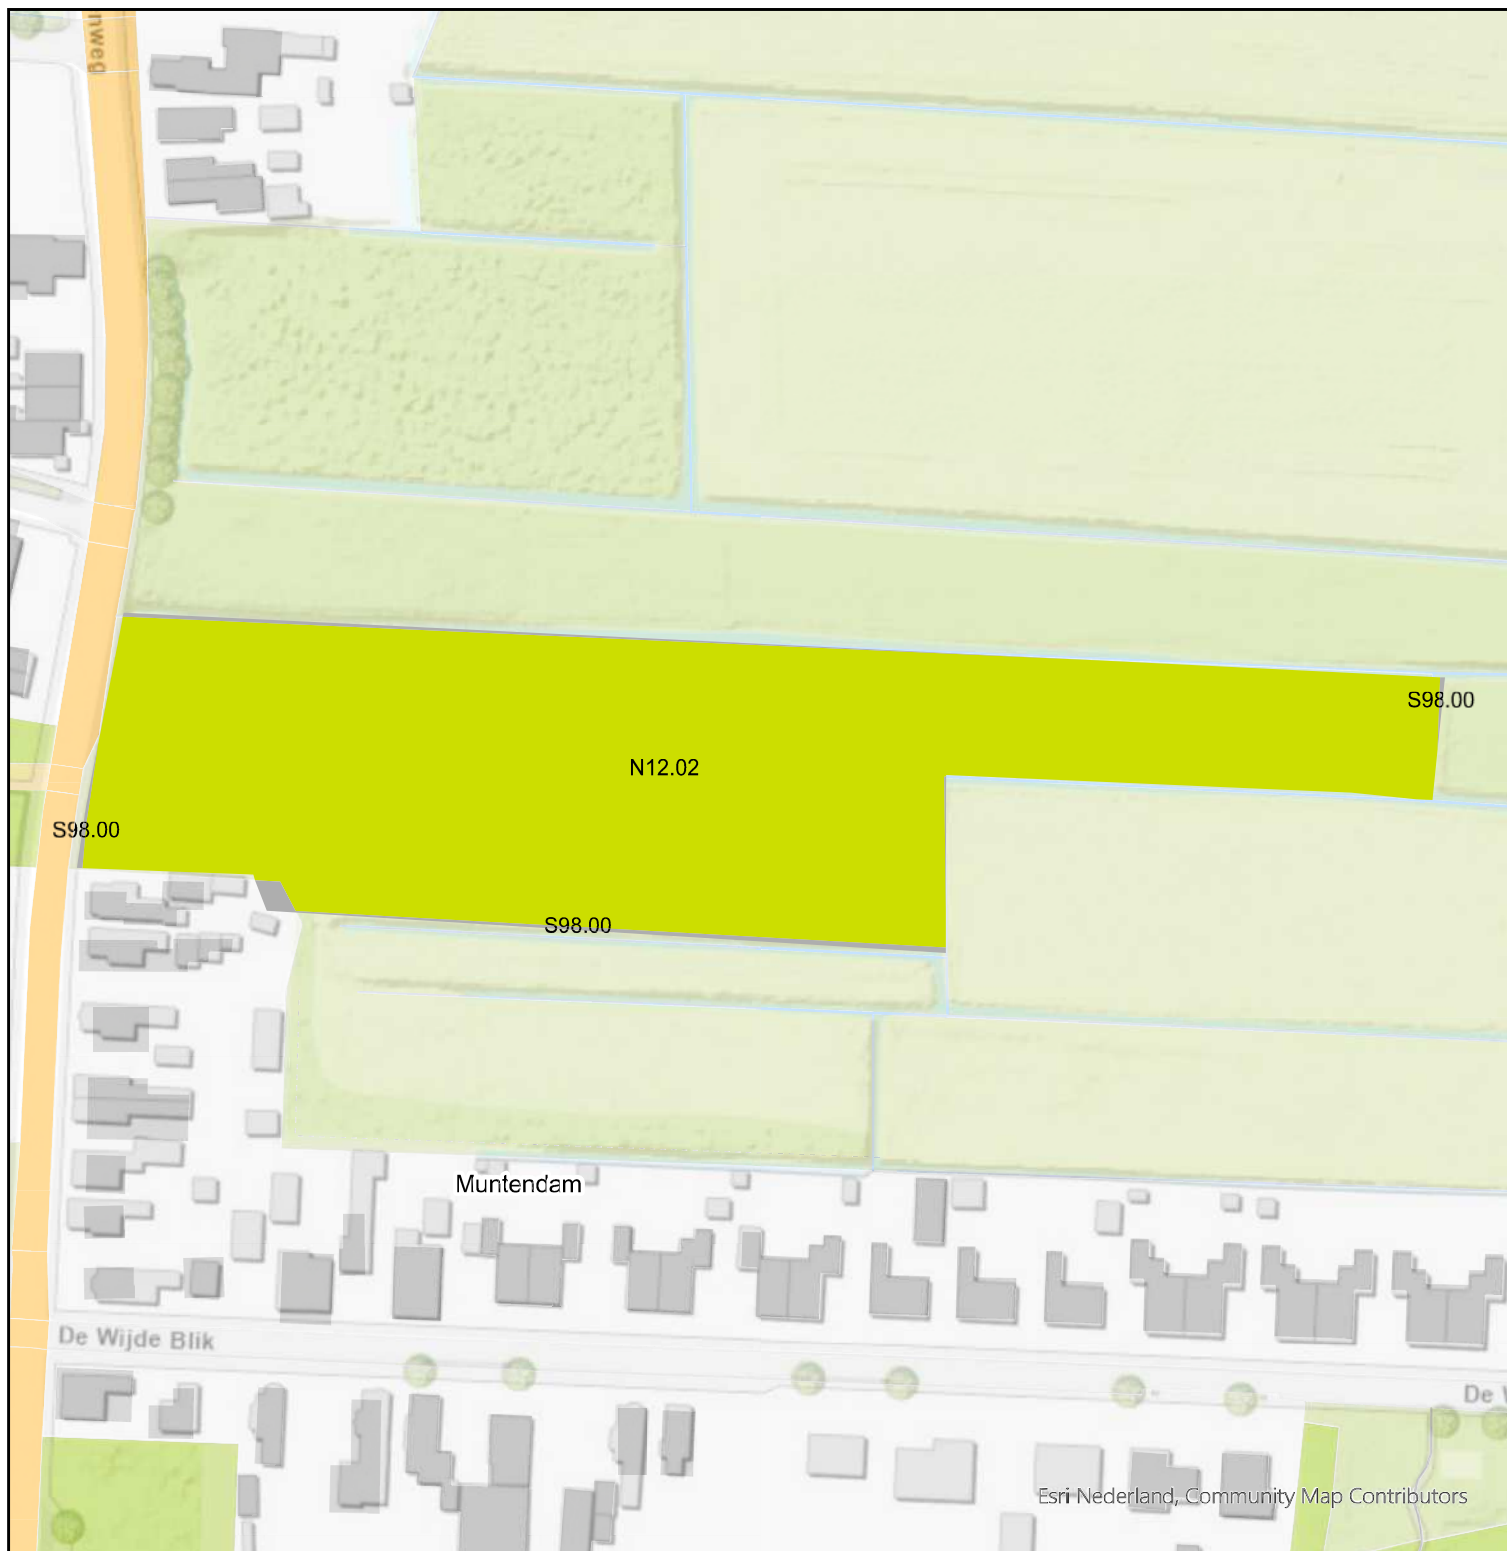 nweg
S98.00
N12.02
S98.00
S98.00
Muntendam
De Wijde Blik
De
Esri Nederland, Community Map Contributors